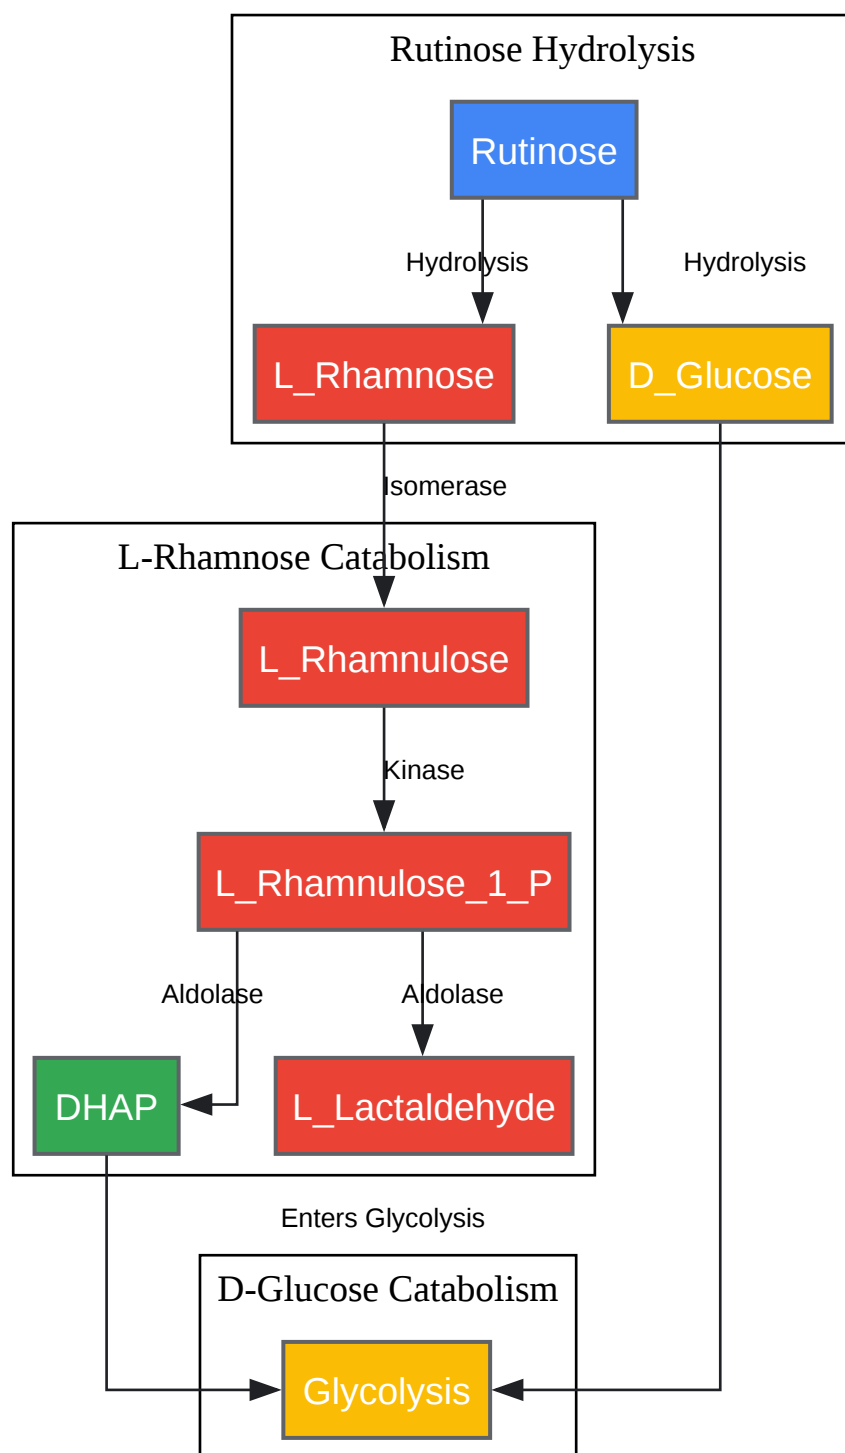 Rutinose Hydrolysis
Rutinose
Hydrolysis
Hydrolysis
L_Rhamnose
D_Glucose
Isomerase
L-Rhamnose Catabolism
L_Rhamnulose
Kinase
L_Rhamnulose_1_P
Aldolase
Aldolase
DHAP
L_Lactaldehyde
Enters Glycolysis
D-Glucose Catabolism
Glycolysis